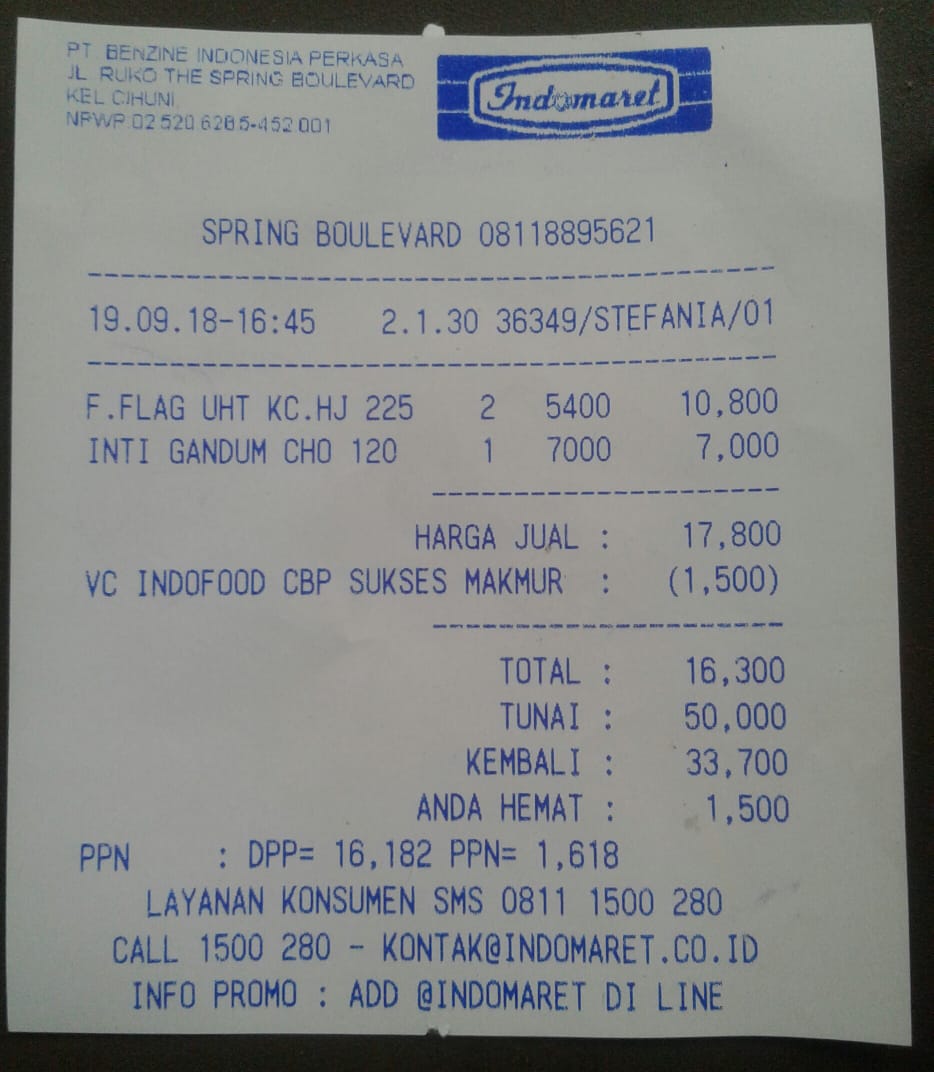 PT BENZINE INDONESIA PERKASA
JL RUKO THE SPRING BOULEVARD
KEL CIHUNI,
NPWP:02 520 628 5-452 001
Indomaret
SPRING BOULEVARD 08118895621
19.09.18-16:45 2.1.30 36349/STEFANIA/01
F.FLAG UHT KC.HJ 225 2 5400 10,800
INTI GANDUM CHO 120 1 7000 7,000
HARGA JUAL : 17,800
VC INDOFOOD CBP SUKSES MAKMUR : (1,500)
TOTAL : 16,300
TUNAI : 50,000
KEMBALI : 33,700
ANDA HEMAT : 1,500
PPN : DPP= 16,182 PPN= 1,618
LAYANAN KONSUMEN SMS 0811 1500 280
CALL 1500 280 - KONTAK@INDOMARET.CO.ID
INFO PROMO : ADD @INDOMARET DI LINE